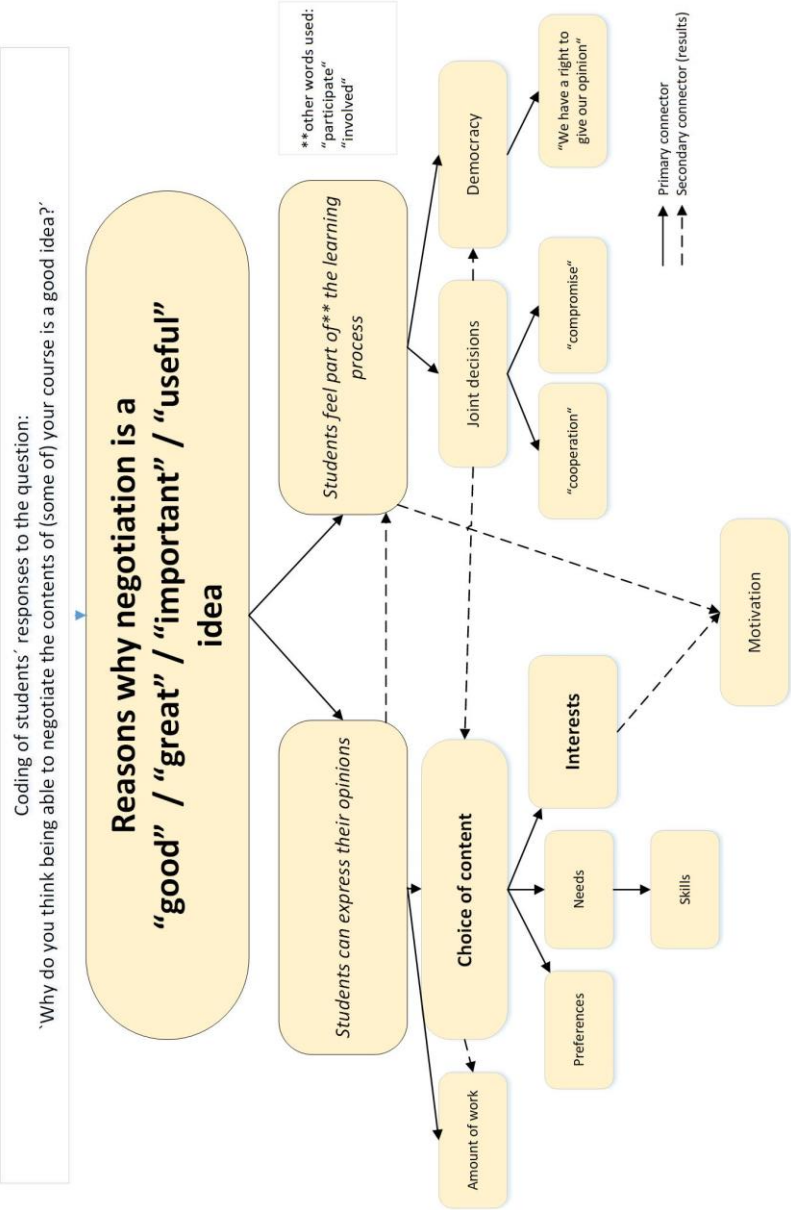 Coding of students´ responses to the question:
`Why do you think being able to negotiate the contents of (some of) your course is a good idea?´
Reasons why negotiation is a
“good” / “great” / “important” / “useful”
idea
Students can express their opinions
Students feel part of** the learning
process
**other words used:
“participate“
“involved“
Amount of work
Choice of content
Joint decisions
Democracy
Preferences
Needs
Interests
“cooperation“
“compromise“
“We have a right to
give our opinion“
Skills
Motivation
Primary connector
Secondary connector (results)